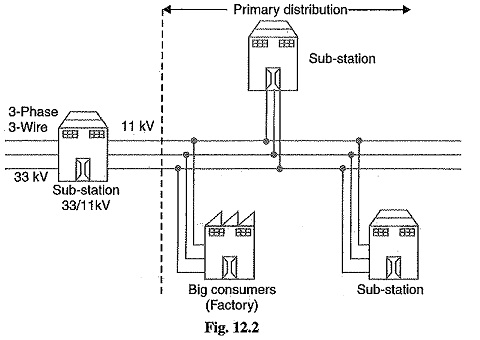 Primary distribution
Sub-station
3-Phase
3-Wire
11 kV
33 kV
Sub-station
33/11kV
Big consumers
(Factory)
Sub-station
Fig. 12.2